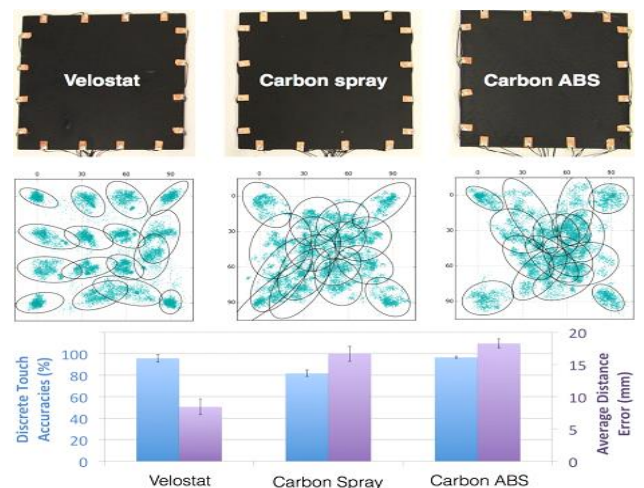 Velostat
Carbon spray
Carbon ABS
0 30 60 90
0 30 60 90
0 30 60 90
0
30
60
90
0
30
60
90
0
30
60
90
Discrete Touch
Accuracies (%)
100
80
60
40
20
0
20
15
10
5
0
Average Distance
Error (mm)
Velostat
Carbon Spray
Carbon ABS